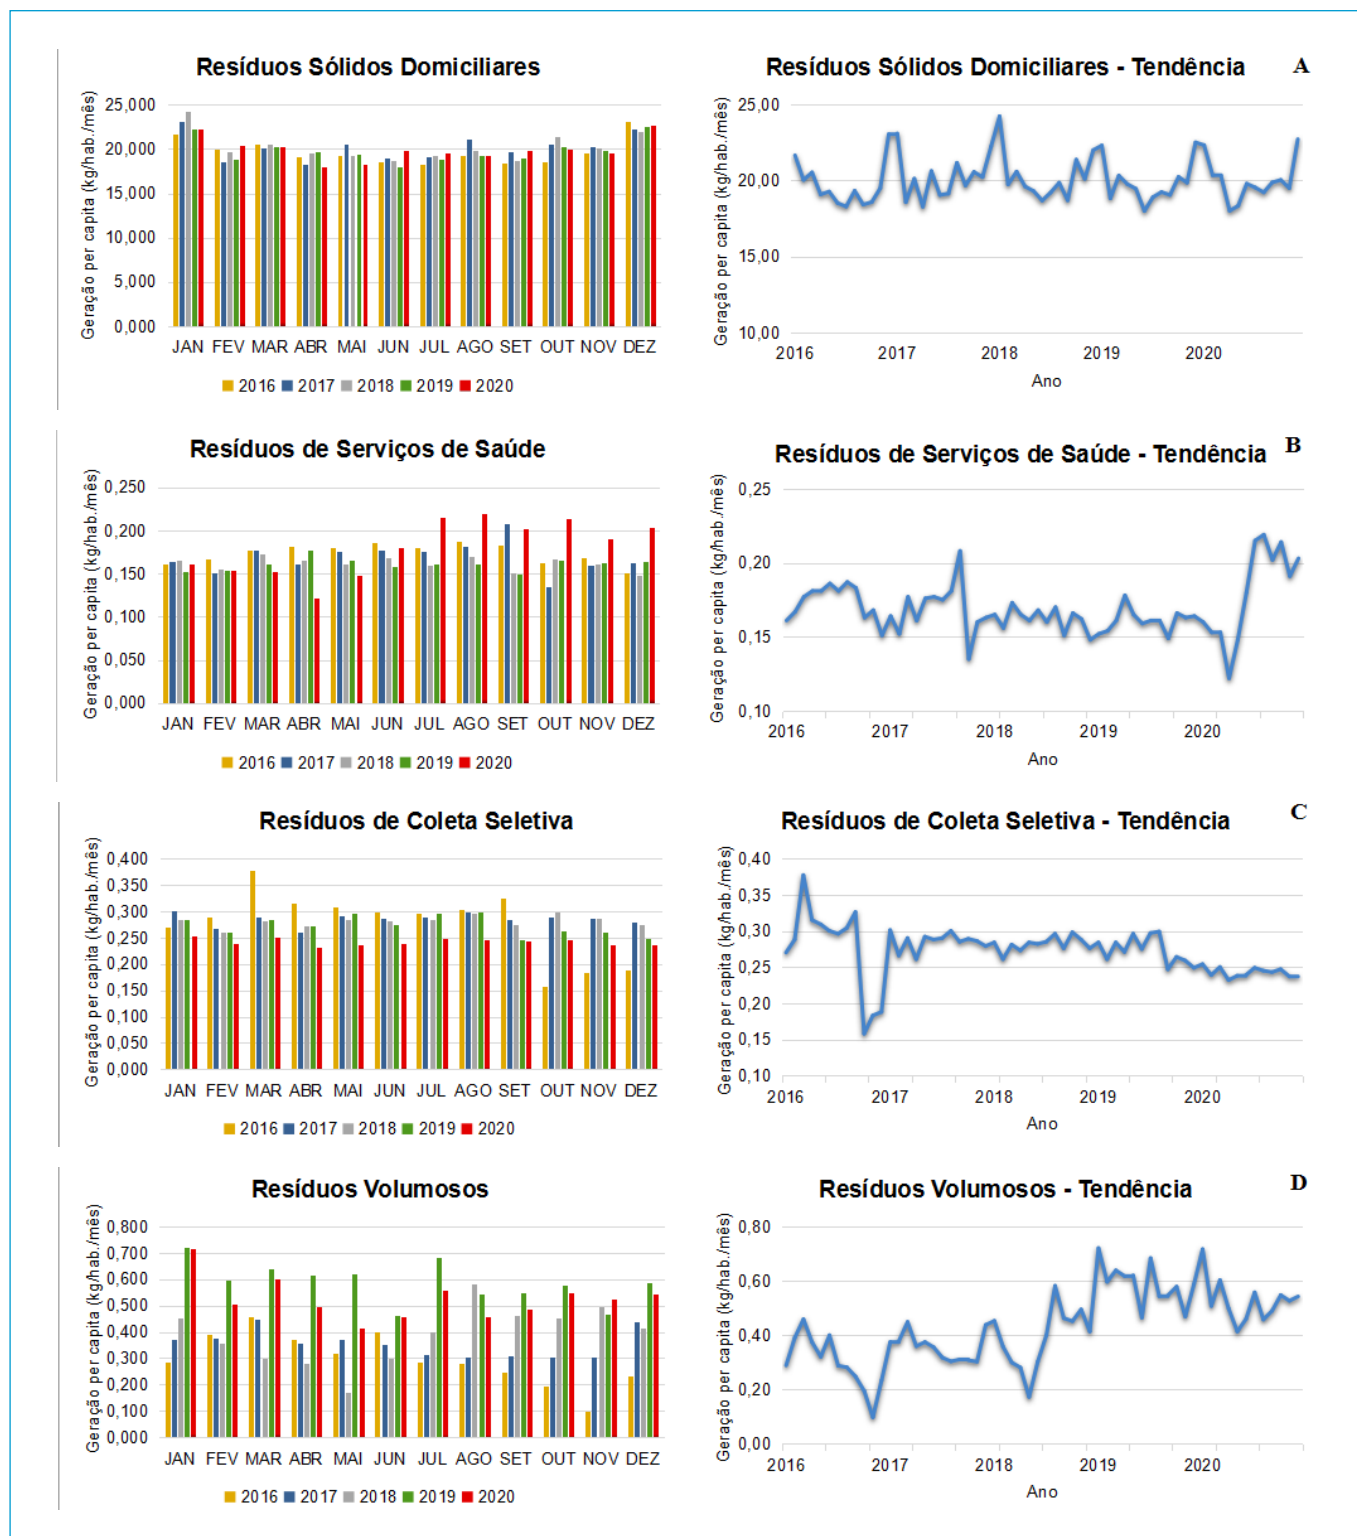 Resíduos Sólidos Domiciliares
Geração per capita (kg/hab./mês)
25,000
20,000
15,000
10,000
5,000
0,000
JAN FEV MAR ABR MAI JUN JUL AGO SET OUT NOV DEZ
2016 2017 2018 2019 2020
Resíduos Sólidos Domiciliares - Tendência
A
Geração per capita (kg/hab./mês)
25,00
20,00
15,00
10,00
2016 2017 2018 2019 2020
Ano
Resíduos de Serviços de Saúde
Geração per capita (kg/hab./mês)
0,250
0,200
0,150
0,100
0,050
0,000
JAN FEV MAR ABR MAI JUN JUL AGO SET OUT NOV DEZ
2016 2017 2018 2019 2020
Resíduos de Serviços de Saúde - Tendência
B
Geração per capita (kg/hab./mês)
0,25
0,20
0,15
0,10
2016 2017 2018 2019 2020
Ano
Resíduos de Coleta Seletiva
Geração per capita (kg/hab./mês)
0,400
0,350
0,300
0,250
0,200
0,150
0,100
0,050
0,000
JAN FEV MAR ABR MAI JUN JUL AGO SET OUT NOV DEZ
2016 2017 2018 2019 2020
Resíduos de Coleta Seletiva - Tendência
C
Geração per capita (kg/hab./mês)
0,40
0,35
0,30
0,25
0,20
0,15
0,10
2016 2017 2018 2019 2020
Ano
Resíduos Volumosos
Geração per capita (kg/hab./mês)
0,800
0,700
0,600
0,500
0,400
0,300
0,200
0,100
0,000
JAN FEV MAR ABR MAI JUN JUL AGO SET OUT NOV DEZ
2016 2017 2018 2019 2020
Resíduos Volumosos - Tendência
D
Geração per capita (kg/hab./mês)
0,80
0,60
0,40
0,20
0,00
2016 2017 2018 2019 2020
Ano